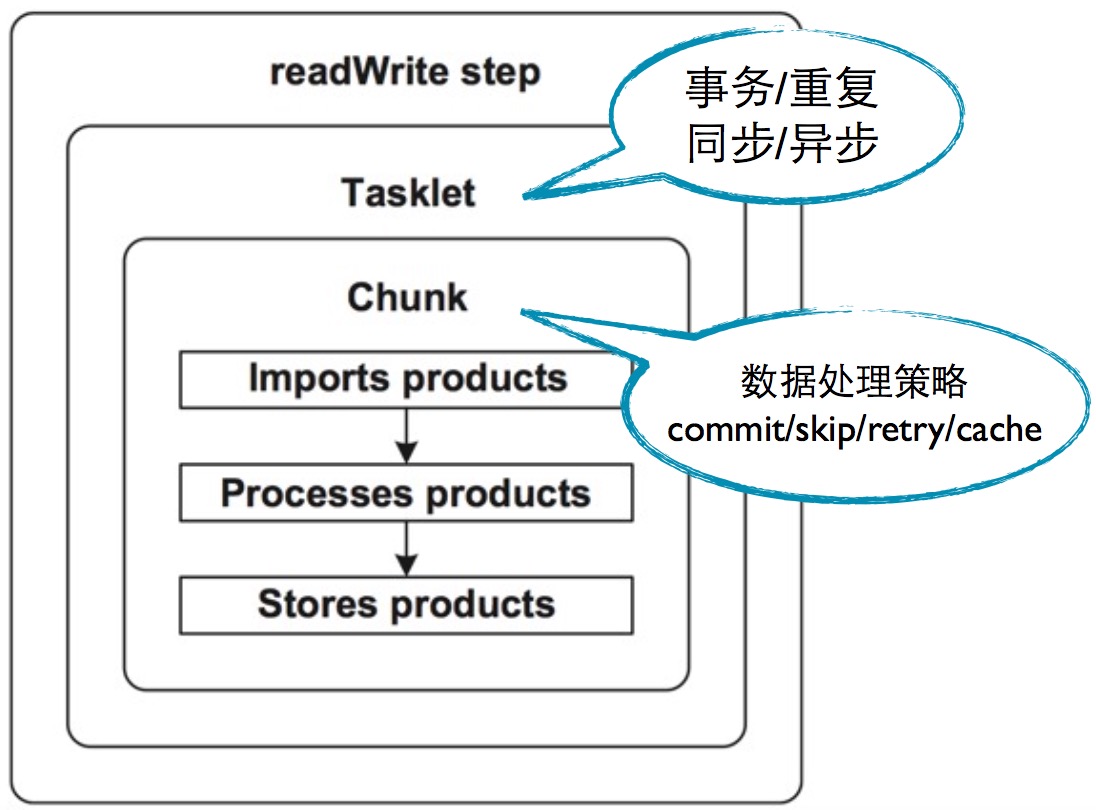 readWrite step
事务/重复
同步/异步
Tasklet
Chunk
数据处理策略
commit/skip/retry/cache
Imports products
Processes products
Stores products